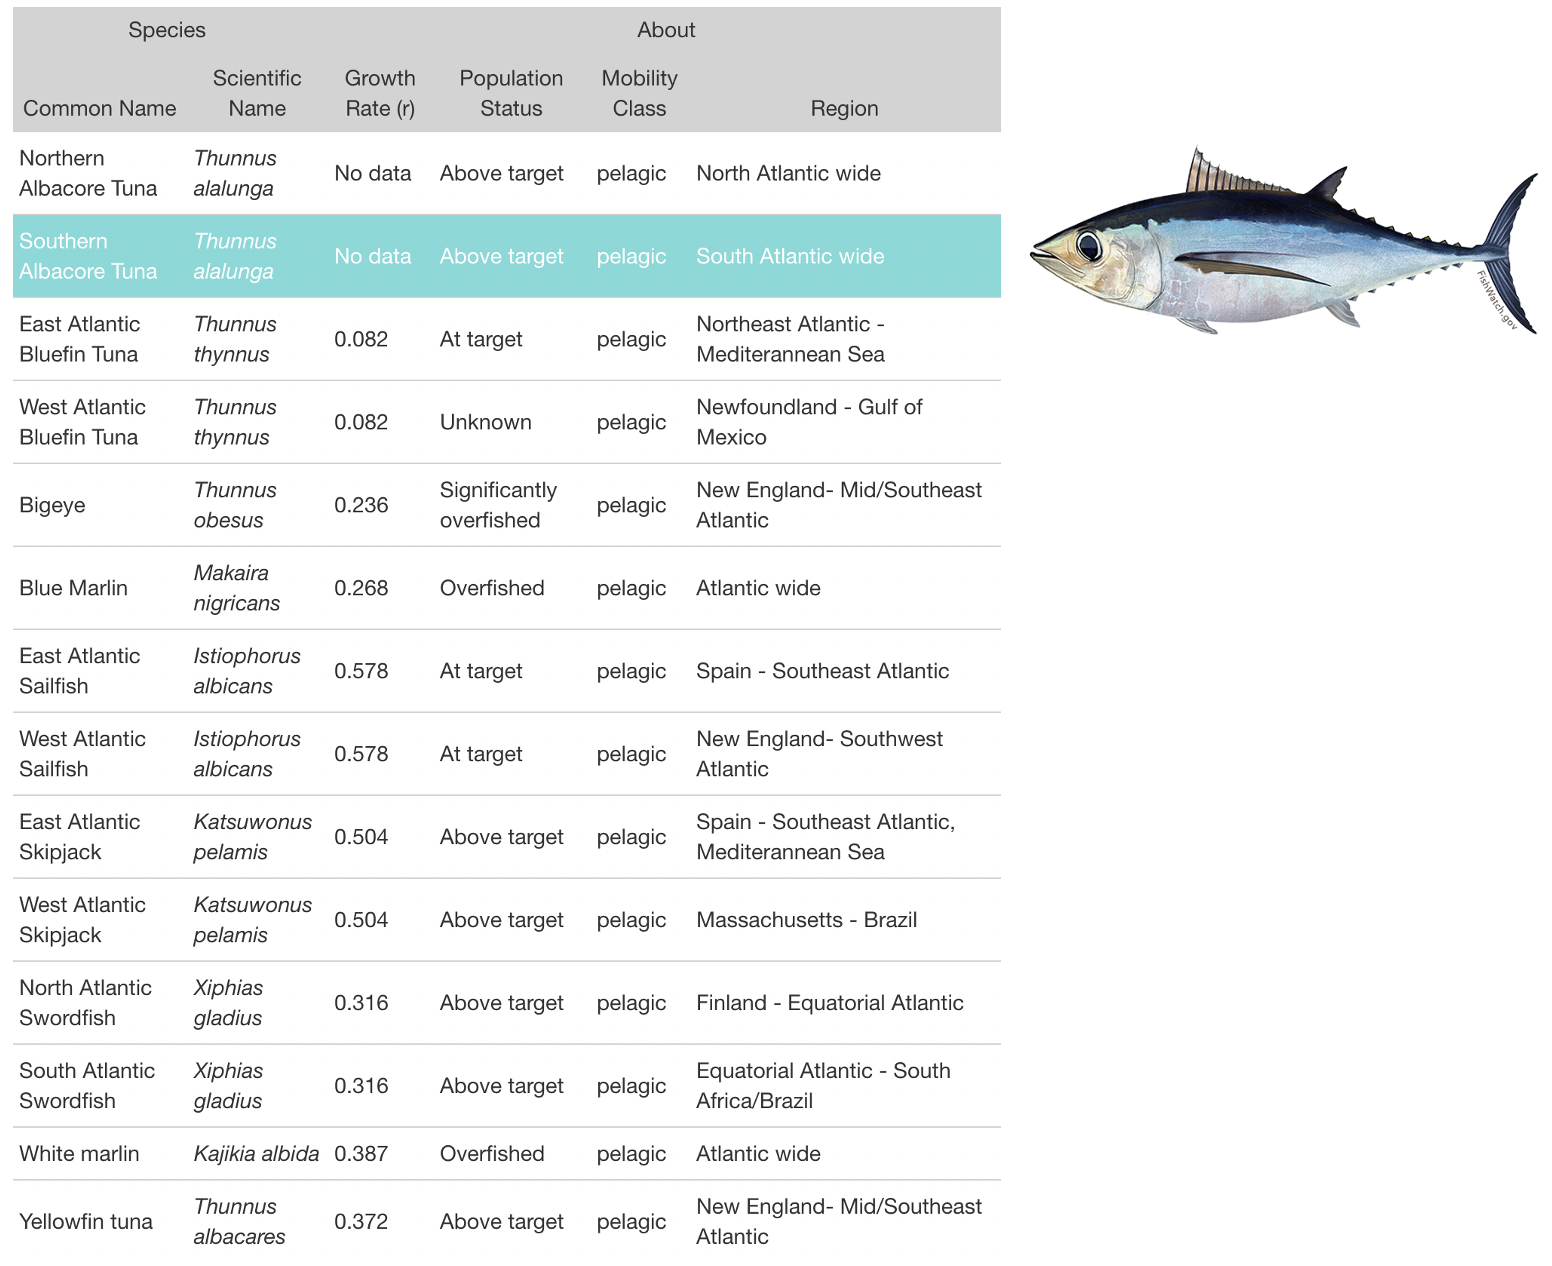 Species About
Common Name Scientific Name Growth Rate (r) Population Status Mobility Class Region
Northern Albacore Tuna Thunnus alalunga No data Above target pelagic North Atlantic wide
Southern Albacore Tuna Thunnus alalunga No data Above target pelagic South Atlantic wide
East Atlantic Bluefin Tuna Thunnus thynnus 0.082 At target pelagic Northeast Atlantic - Mediterannean Sea
West Atlantic Bluefin Tuna Thunnus thynnus 0.082 Unknown pelagic Newfoundland - Gulf of Mexico
Bigeye Thunnus obesus 0.236 Significantly overfished pelagic New England- Mid/Southeast Atlantic
Blue Marlin Makaira nigricans 0.268 Overfished pelagic Atlantic wide
East Atlantic Sailfish Istiophorus albicans 0.578 At target pelagic Spain - Southeast Atlantic
West Atlantic Sailfish Istiophorus albicans 0.578 At target pelagic New England- Southwest Atlantic
East Atlantic Skipjack Katsuwonus pelamis 0.504 Above target pelagic Spain - Southeast Atlantic, Mediterannean Sea
West Atlantic Skipjack Katsuwonus pelamis 0.504 Above target pelagic Massachusetts - Brazil
North Atlantic Swordfish Xiphias gladius 0.316 Above target pelagic Finland - Equatorial Atlantic
South Atlantic Swordfish Xiphias gladius 0.316 Above target pelagic Equatorial Atlantic - South Africa/Brazil
White marlin Kajikia albida 0.387 Overfished pelagic Atlantic wide
Yellowfin tuna Thunnus albacares 0.372 Above target pelagic New England- Mid/Southeast Atlantic
FishWatch.gov